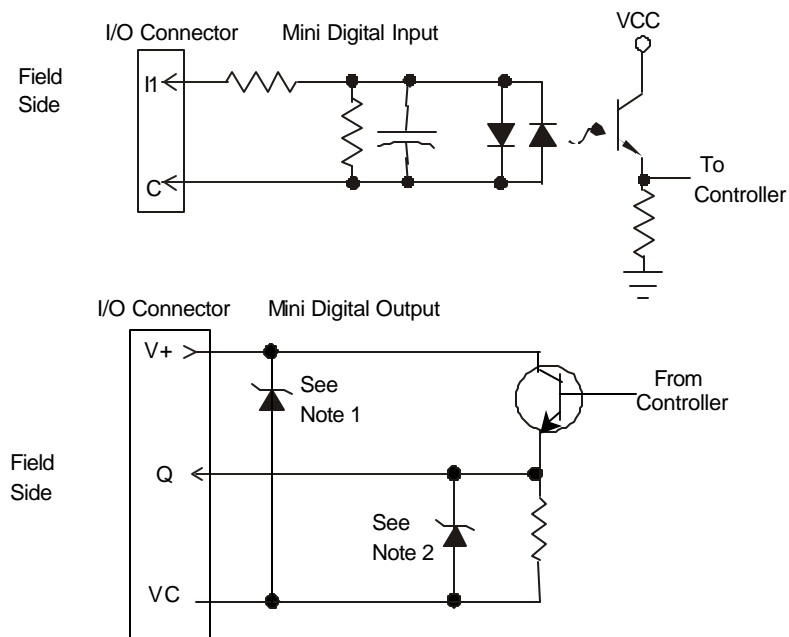 I/O Connector Mini Digital Input
VCC
Field
Side
I1
C
To
Controller
I/O Connector Mini Digital Output
V+
See
Note 1
From
Controller
Field
Side
Q
See
Note 2
VC